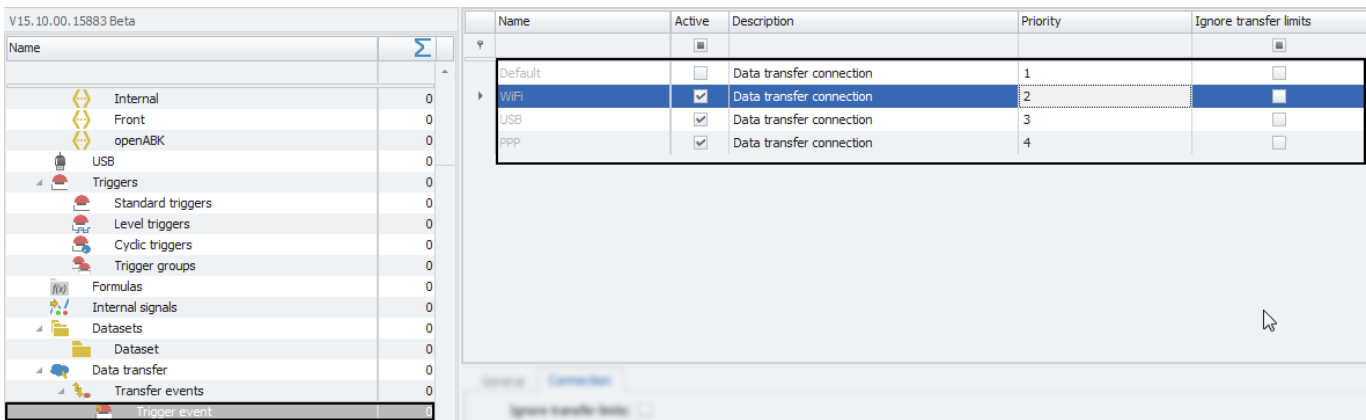 V15.10.00.15883 Beta
Name Σ
Internal 0
Front 0
openABK 0
USB 0
Triggers 0
Standard triggers 0
Level triggers 0
Cyclic triggers 0
Trigger groups 0
f(x) Formulas 0
Internal signals 0
Datasets 0
Dataset 0
Data transfer 0
Transfer events 0
Trigger event 0
Name Active Description Priority Ignore transfer limits
Default Data transfer connection 1
WiFi Data transfer connection 2
USB Data transfer connection 3
PPP Data transfer connection 4
General Connection
Ignore transfer limits: